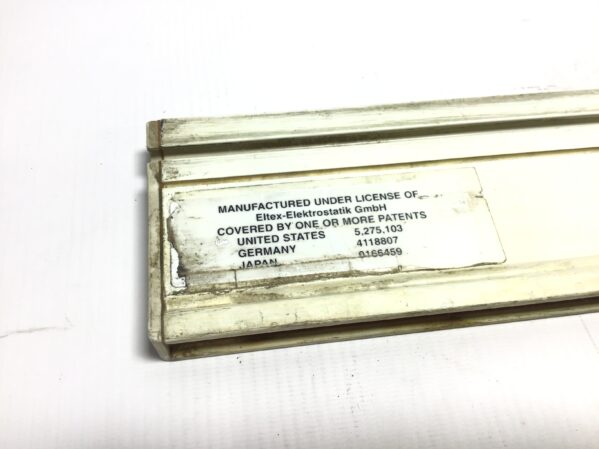 MANUFACTURED UNDER LICENSE OF
Eltex-Elektrostatik GmbH
COVERED BY ONE OR MORE PATENTS
UNITED STATES 5,275,103
GERMANY 4118807
JAPAN 0166459